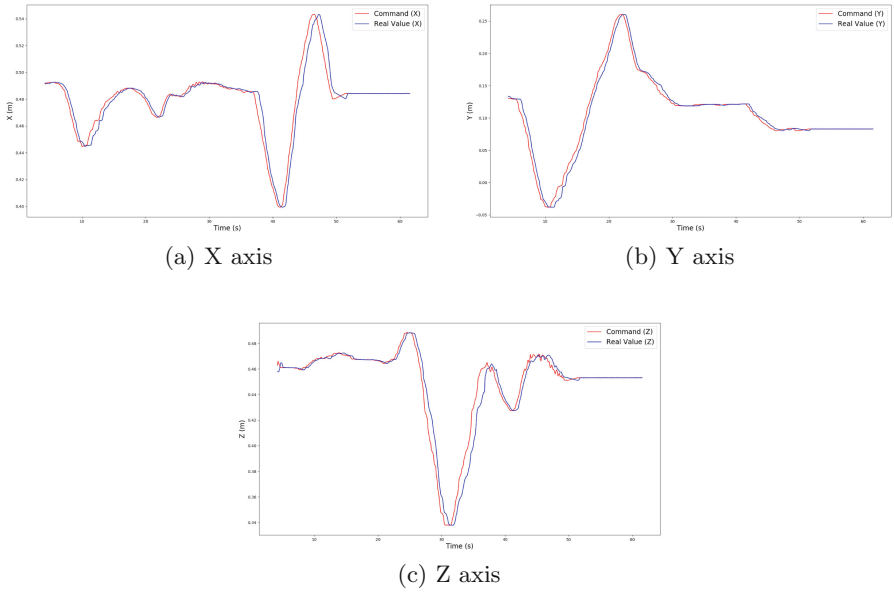 Command (X)
Real Value (X)
0.54
0.52
0.50
0.48
0.46
0.44
0.42
0.40
X (m)
10
20
30
40
50
60
Time (s)
(a) X axis
Command (Y)
Real Value (Y)
0.25
0.20
0.15
0.10
0.05
0.00
−0.05
Y (m)
10
20
30
40
50
60
Time (s)
(b) Y axis
Command (Z)
Real Value (Z)
0.48
0.46
0.44
0.42
0.40
0.38
0.36
0.34
Z (m)
10
20
30
40
50
60
Time (s)
(c) Z axis